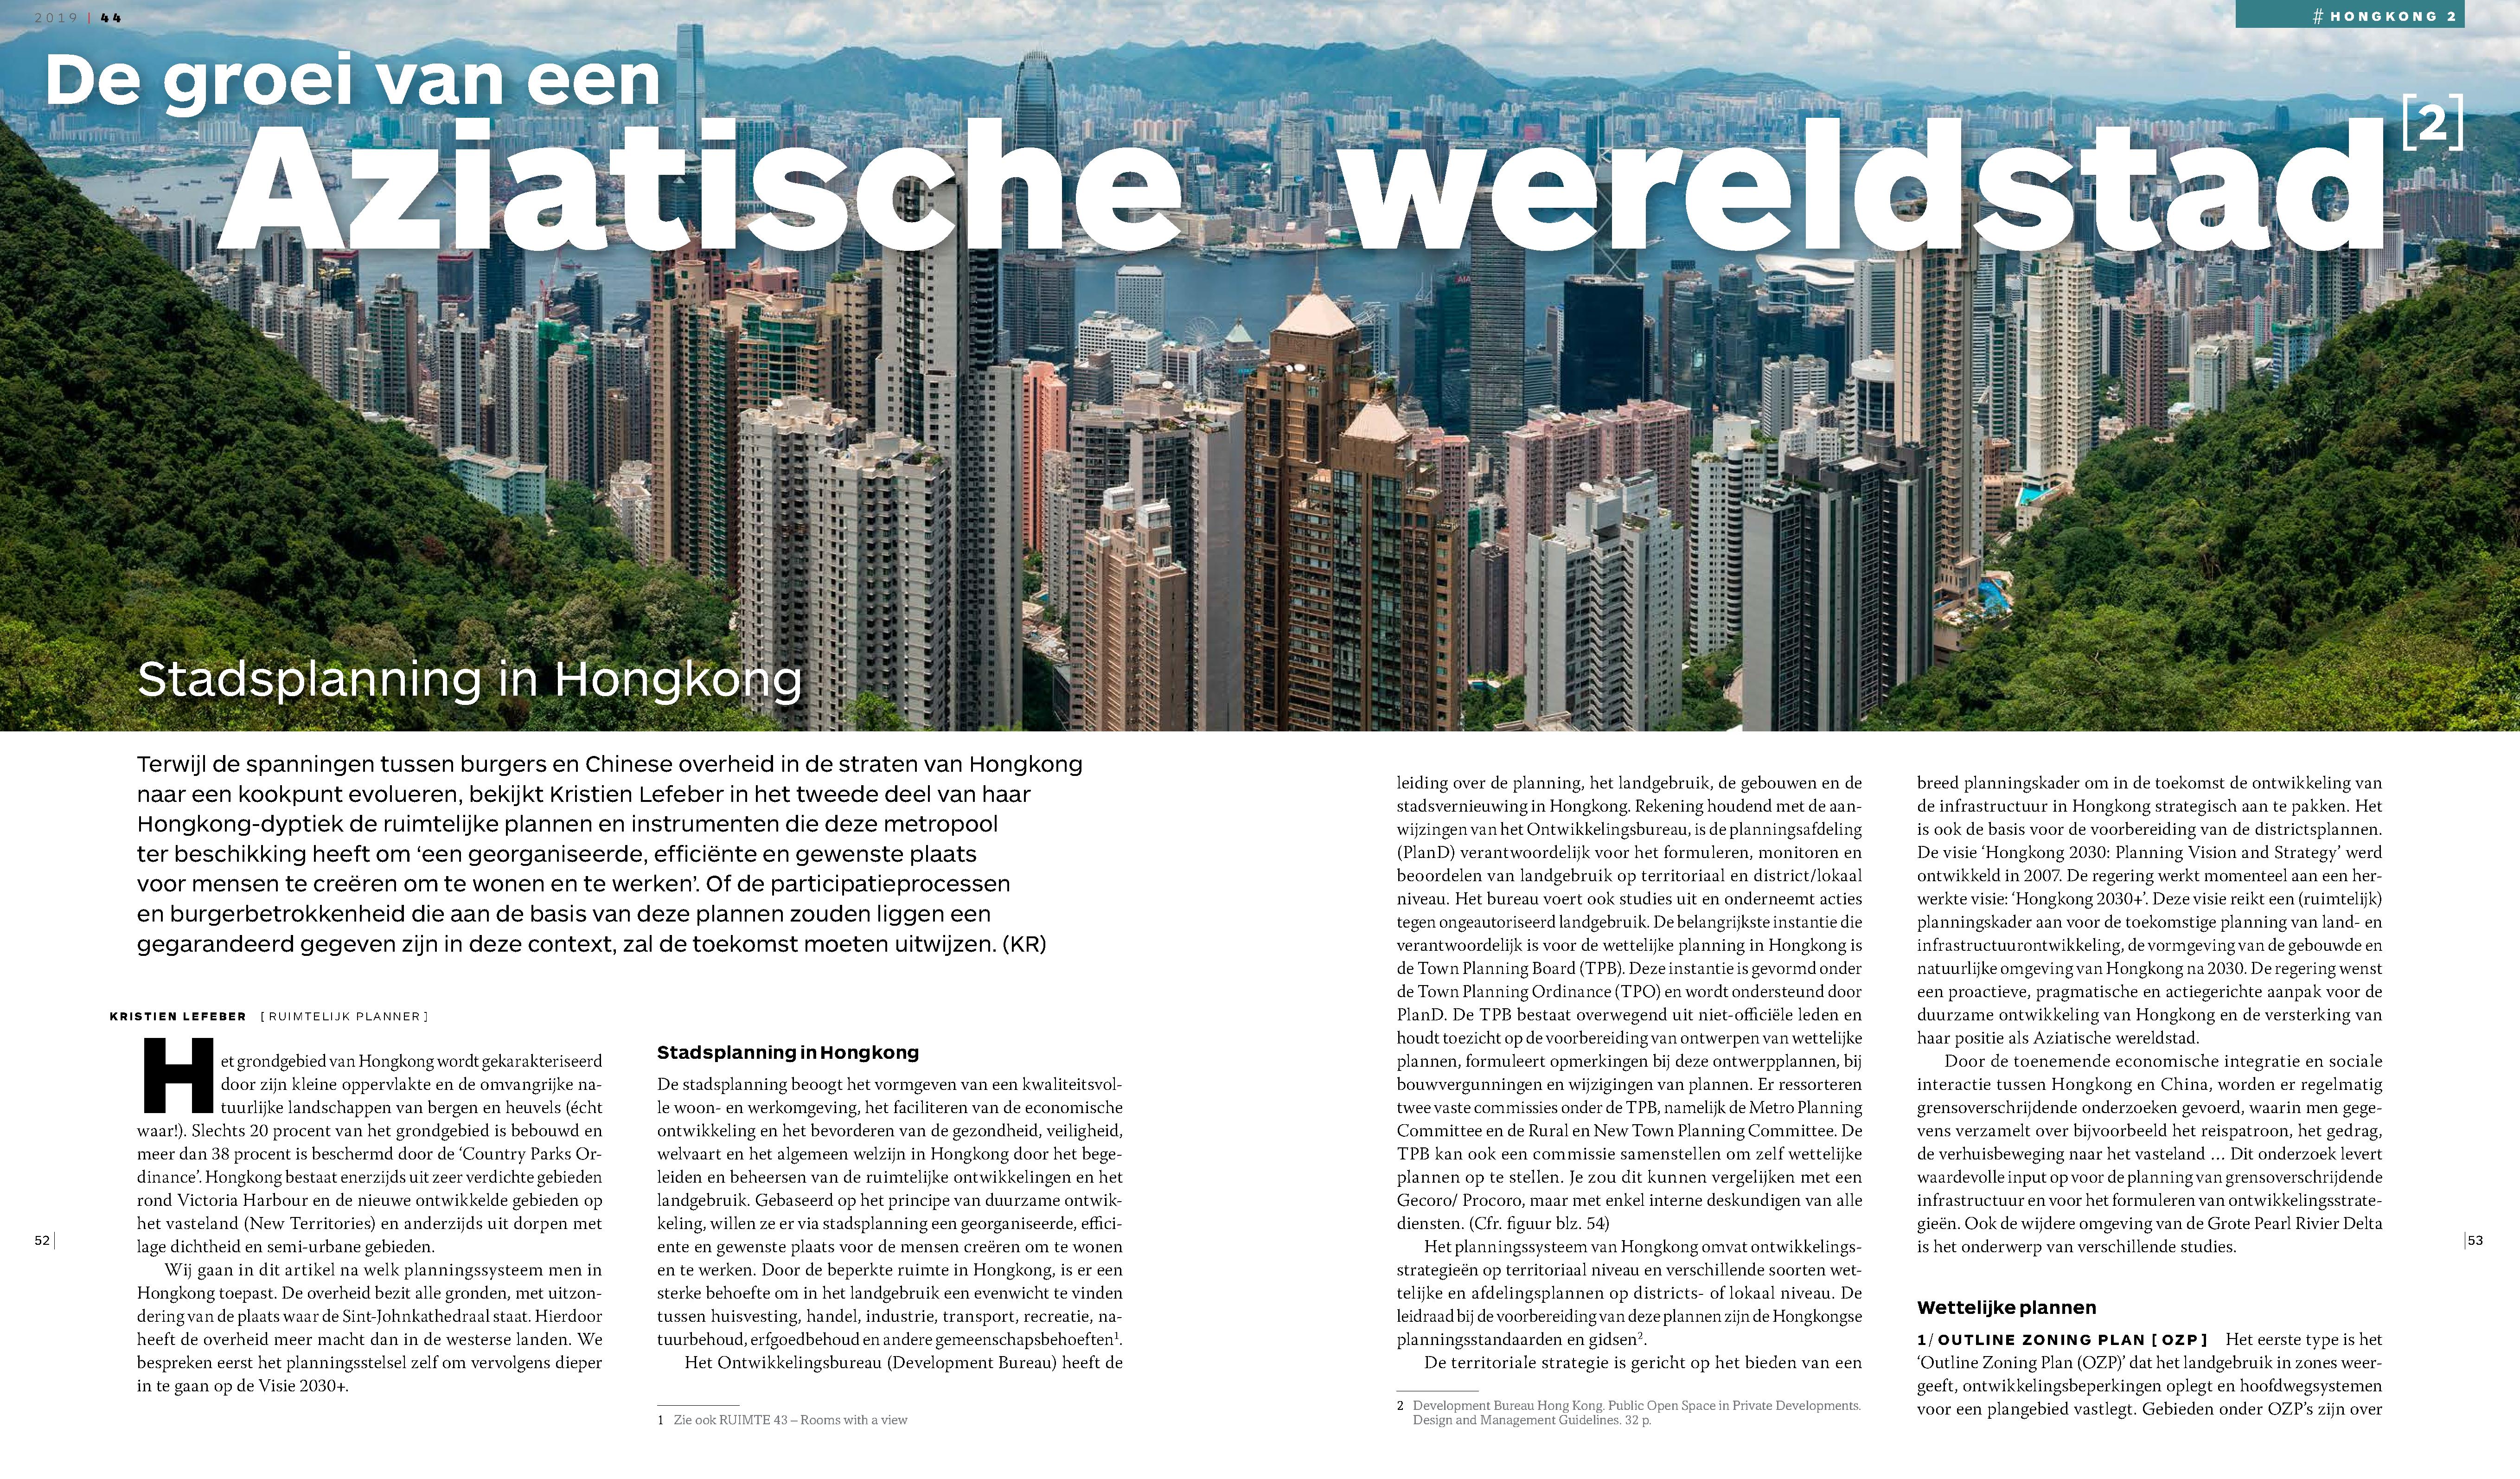 2019 | 44
# HONGKONG 2
De groei van een
Aziatische wereldstad [2]
Stadsplanning in Hongkong
Terwijl de spanningen tussen burgers en Chinese overheid in de straten van Hongkong
naar een kookpunt evolueren, bekijkt Kristien Lefeber in het tweede deel van haar
Hongkong-dyptiek de ruimtelijke plannen en instrumenten die deze metropool
ter beschikking heeft om ‘een georganiseerde, efficiënte en gewenste plaats
voor mensen te creëren om te wonen en te werken’. Of de participatieprocessen
en burgerbetrokkenheid die aan de basis van deze plannen zouden liggen een
gegarandeerd gegeven zijn in deze context, zal de toekomst moeten uitwijzen. (KR)
KRISTIEN LEFEBER [ RUIMTELIJK PLANNER ]
Het grondgebied van Hongkong wordt gekarakteriseerd
door zijn kleine oppervlakte en de omvangrijke na-
tuurlijke landschappen van bergen en heuvels (écht
waar!). Slechts 20 procent van het grondgebied is bebouwd en
meer dan 38 procent is beschermd door de ‘Country Parks Or-
dinance’. Hongkong bestaat enerzijds uit zeer verdichte gebieden
rond Victoria Harbour en de nieuwe ontwikkelde gebieden op
het vasteland (New Territories) en anderzijds uit dorpen met
lage dichtheid en semi-urbane gebieden.
Wij gaan in dit artikel na welk planningssysteem men in
Hongkong toepast. De overheid bezit alle gronden, met uitzon-
dering van de plaats waar de Sint-Johnkathedraal staat. Hierdoor
heeft de overheid meer macht dan in de westerse landen. We
bespreken eerst het planningsstelsel zelf om vervolgens dieper
in te gaan op de Visie 2030+.
52
Stadsplanning in Hongkong
De stadsplanning beoogt het vormgeven van een kwaliteitsvol-
le woon- en werkomgeving, het faciliteren van de economische
ontwikkeling en het bevorderen van de gezondheid, veiligheid,
welvaart en het algemeen welzijn in Hongkong door het bege-
leiden en beheersen van de ruimtelijke ontwikkelingen en het
landgebruik. Gebaseerd op het principe van duurzame ontwik-
keling, willen ze er via stadsplanning een georganiseerde, effici-
ente en gewenste plaats voor de mensen creëren om te wonen
en te werken. Door de beperkte ruimte in Hongkong, is er een
sterke behoefte om in het landgebruik een evenwicht te vinden
tussen huisvesting, handel, industrie, transport, recreatie, na-
tuurbehoud, erfgoedbehoud en andere gemeenschapsbehoeften¹.
Het Ontwikkelingsbureau (Development Bureau) heeft de
1 Zie ook RUIMTE 43 – Rooms with a view
leiding over de planning, het landgebruik, de gebouwen en de
stadsvernieuwing in Hongkong. Rekening houdend met de aan-
wijzingen van het Ontwikkelingsbureau, is de planningsafdeling
(PlanD) verantwoordelijk voor het formuleren, monitoren en
beoordelen van landgebruik op territoriaal en district/lokaal
niveau. Het bureau voert ook studies uit en onderneemt acties
tegen ongeautoriseerd landgebruik. De belangrijkste instantie die
verantwoordelijk is voor de wettelijke planning in Hongkong is
de Town Planning Board (TPB). Deze instantie is gevormd onder
de Town Planning Ordinance (TPO) en wordt ondersteund door
PlanD. De TPB bestaat overwegend uit niet-officiële leden en
houdt toezicht op de voorbereiding van ontwerpen van wettelijke
plannen, formuleert opmerkingen bij deze ontwerpplannen, bij
bouwvergunningen en wijzigingen van plannen. Er ressorteren
twee vaste commissies onder de TPB, namelijk de Metro Planning
Committee en de Rural en New Town Planning Committee. De
TPB kan ook een commissie samenstellen om zelf wettelijke
plannen op te stellen. Je zou dit kunnen vergelijken met een
Gecoro/ Procoro, maar met enkel interne deskundigen van alle
diensten. (Cfr. figuur blz. 54)
Het planningssysteem van Hongkong omvat ontwikkelings-
strategieën op territoriaal niveau en verschillende soorten wet-
telijke en afdelingsplannen op districts- of lokaal niveau. De
leidraad bij de voorbereiding van deze plannen zijn de Hongkongse
planningsstandaarden en gidsen².
De territoriale strategie is gericht op het bieden van een
2 Development Bureau Hong Kong. Public Open Space in Private Developments.
Design and Management Guidelines. 32 p.
breed planningskader om in de toekomst de ontwikkeling van
de infrastructuur in Hongkong strategisch aan te pakken. Het
is ook de basis voor de voorbereiding van de districtsplannen.
De visie ‘Hongkong 2030: Planning Vision and Strategy’ werd
ontwikkeld in 2007. De regering werkt momenteel aan een her-
werkte visie: ‘Hongkong 2030+’. Deze visie reikt een (ruimtelijk)
planningskader aan voor de toekomstige planning van land- en
infrastructuurontwikkeling, de vormgeving van de gebouwde en
natuurlijke omgeving van Hongkong na 2030. De regering wenst
een proactieve, pragmatische en actiegerichte aanpak voor de
duurzame ontwikkeling van Hongkong en de versterking van
haar positie als Aziatische wereldstad.
Door de toenemende economische integratie en sociale
interactie tussen Hongkong en China, worden er regelmatig
grensoverschrijdende onderzoeken gevoerd, waarin men gege-
vens verzamelt over bijvoorbeeld het reispatroon, het gedrag,
de verhuisbeweging naar het vasteland … Dit onderzoek levert
waardevolle input op voor de planning van grensoverschrijdende
infrastructuur en voor het formuleren van ontwikkelingsstrate-
gieën. Ook de wijdere omgeving van de Grote Pearl Rivier Delta
is het onderwerp van verschillende studies.
Wettelijke plannen
1/ OUTLINE ZONING PLAN [ OZP ] Het eerste type is het
‘Outline Zoning Plan (OZP)’ dat het landgebruik in zones weer-
geeft, ontwikkelingsbeperkingen oplegt en hoofdwegsystemen
voor een plangebied vastlegt. Gebieden onder OZP’s zijn over
53
AIA